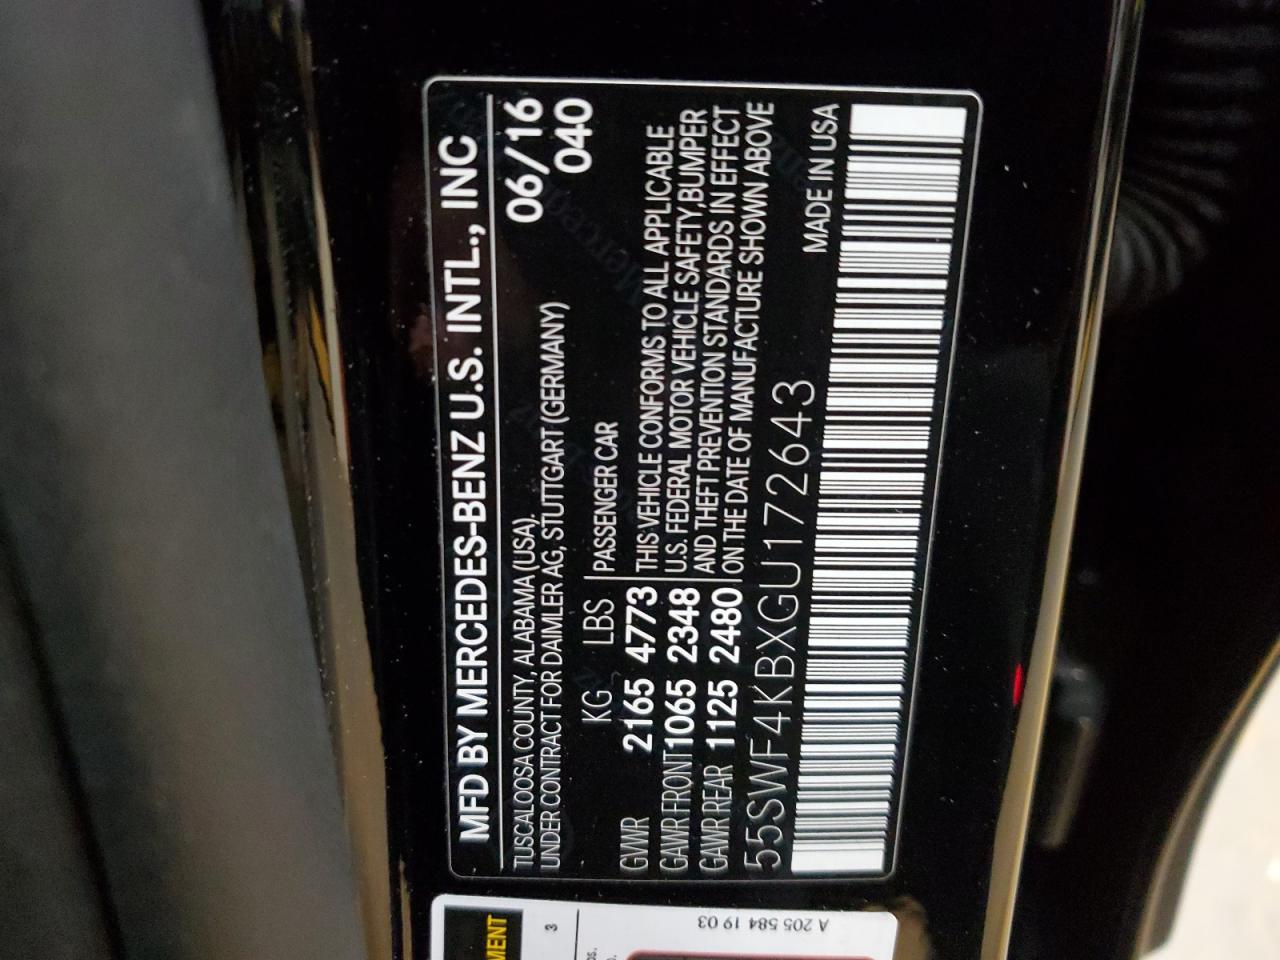 MFD BY MERCEDES-BENZ U.S. INTL., INC
TUSCALOOSA COUNTY, ALABAMA (USA). 06/16
UNDER CONTRACT FOR DAIMLER AG, STUTTGART (GERMANY) 040
KG LBS PASSENGER CAR
GVWR 2165 4773 THIS VEHICLE CONFORMS TO ALL APPLICABLE
GAWR FRONT 1065 2348 U.S. FEDERAL MOTOR VEHICLE SAFETY,BUMPER
GAWR REAR 1125 2480 AND THEFT PREVENTION STANDARDS IN EFFECT
ON THE DATE OF MANUFACTURE SHOWN ABOVE
55SWF4KBXGU172643 MADE IN USA
MENT
3
A 205 584 19 03